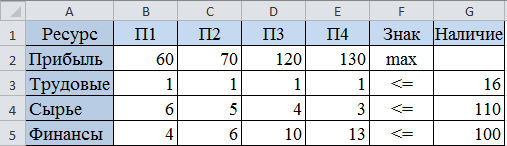 A B C D E F G
1 Ресурс П1 П2 П3 П4 Знак Наличие
2 Прибыль 60 70 120 130 max
3 Трудовые 1 1 1 1 <= 16
4 Сырье 6 5 4 3 <= 110
5 Финансы 4 6 10 13 <= 100